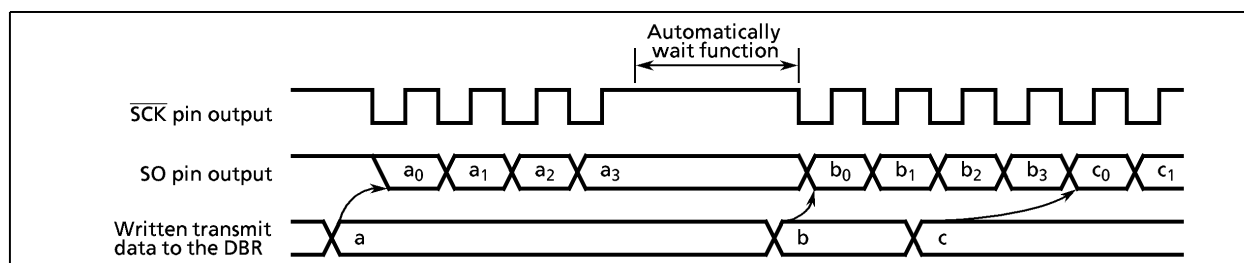 Automatically
wait function
SCK pin output
SO pin output
a0 a1 a2 a3 b0 b1 b2 b3 c0 c1
Written transmit
data to the DBR
a b c